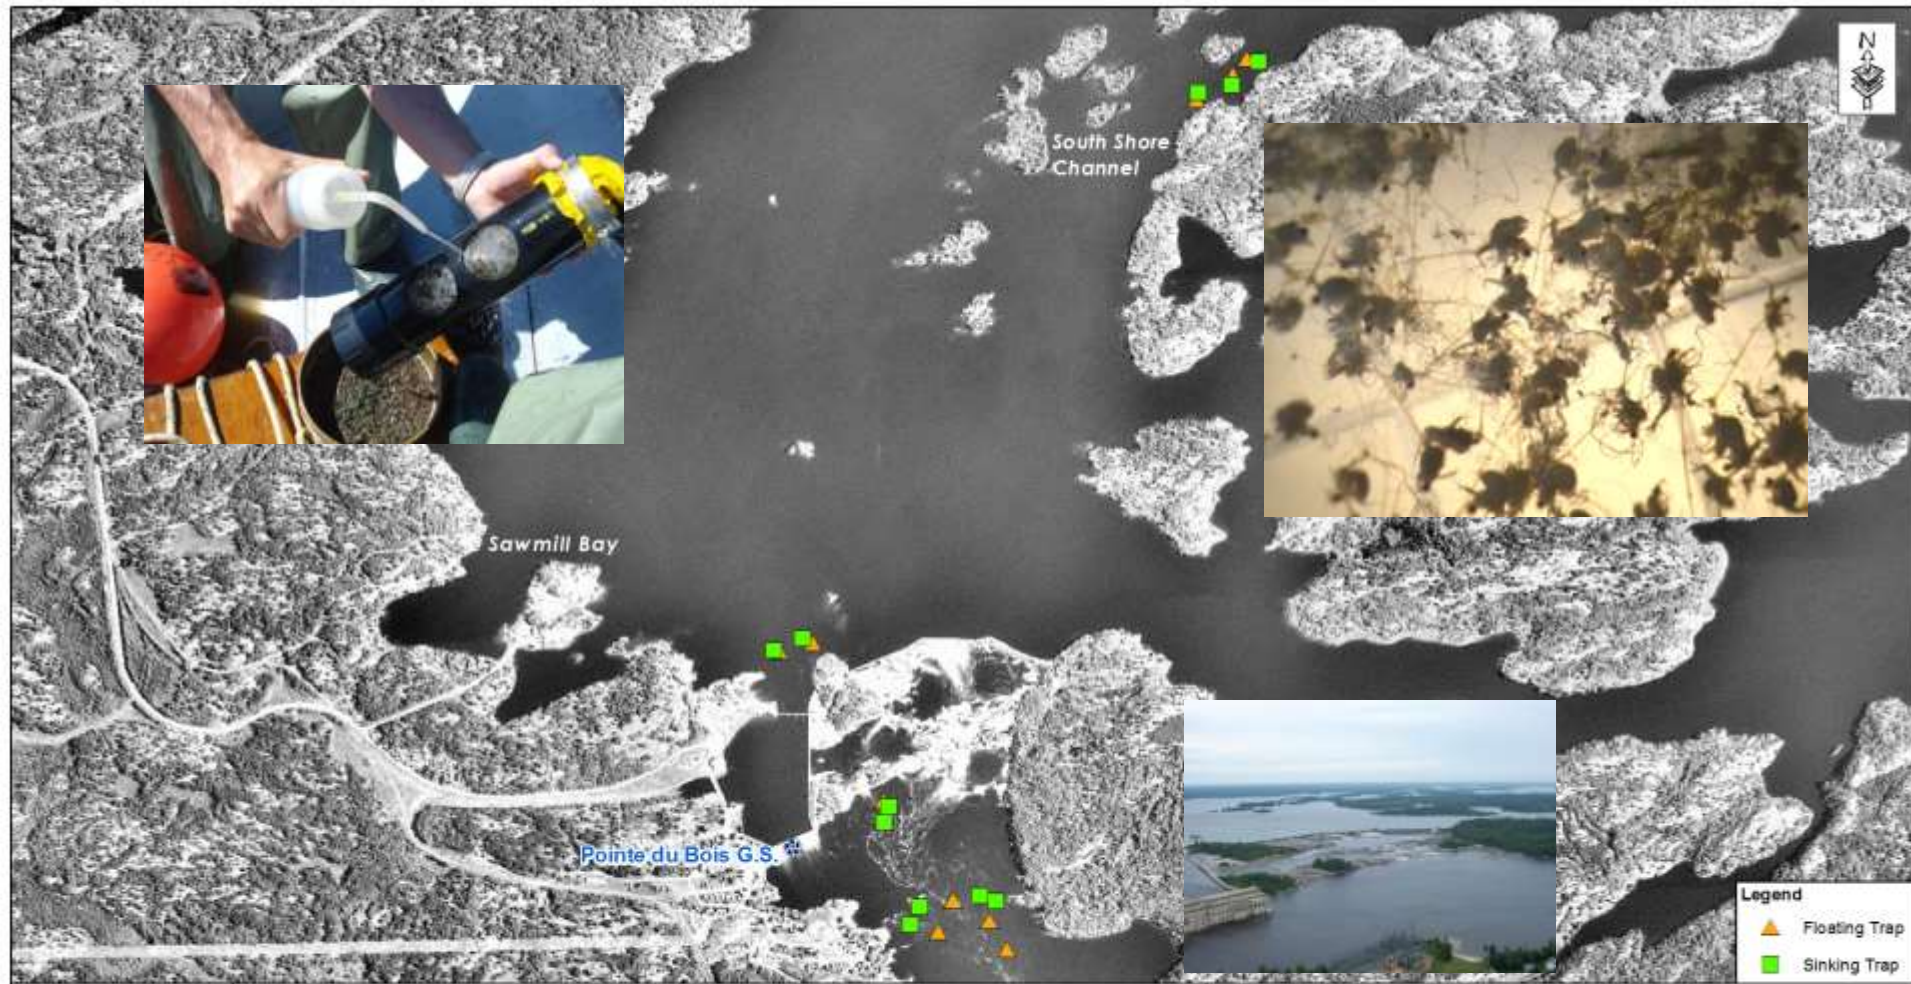 N
South Shore
Channel
Sawmill Bay
Pointe du Bois G.S.
Legend
Floating Trap
Sinking Trap